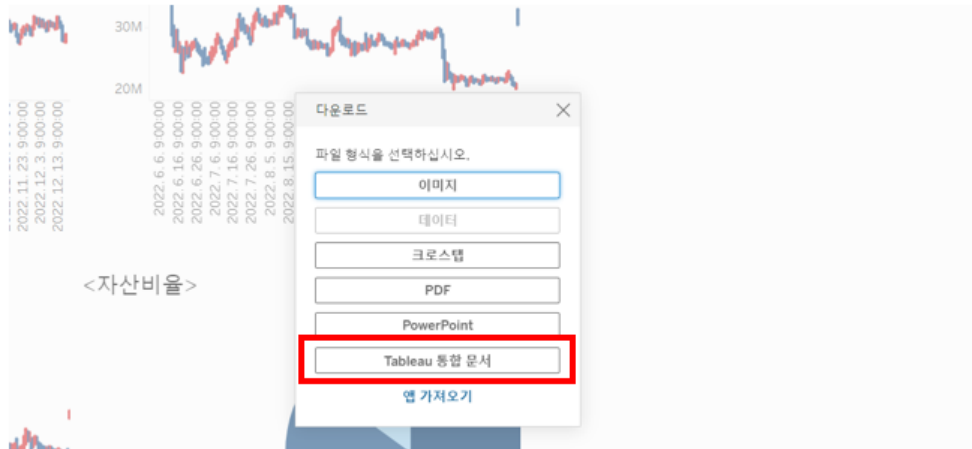 30M
20M
2022. 11. 23. 9:00:00
2022. 12. 3. 9:00:00
2022. 12. 13. 9:00:00
2022. 6. 6. 9:00:00
2022. 6. 16. 9:00:00
2022. 6. 26. 9:00:00
2022. 7. 6. 9:00:00
2022. 7. 16. 9:00:00
2022. 7. 26. 9:00:00
2022. 8. 5. 9:00:00
2022. 8. 15. 9:00:00
다운로드
파일 형식을 선택하십시오.
이미지
데이터
크로스탭
PDF
PowerPoint
Tableau 통합 문서
앱 가져오기
<자산비율>